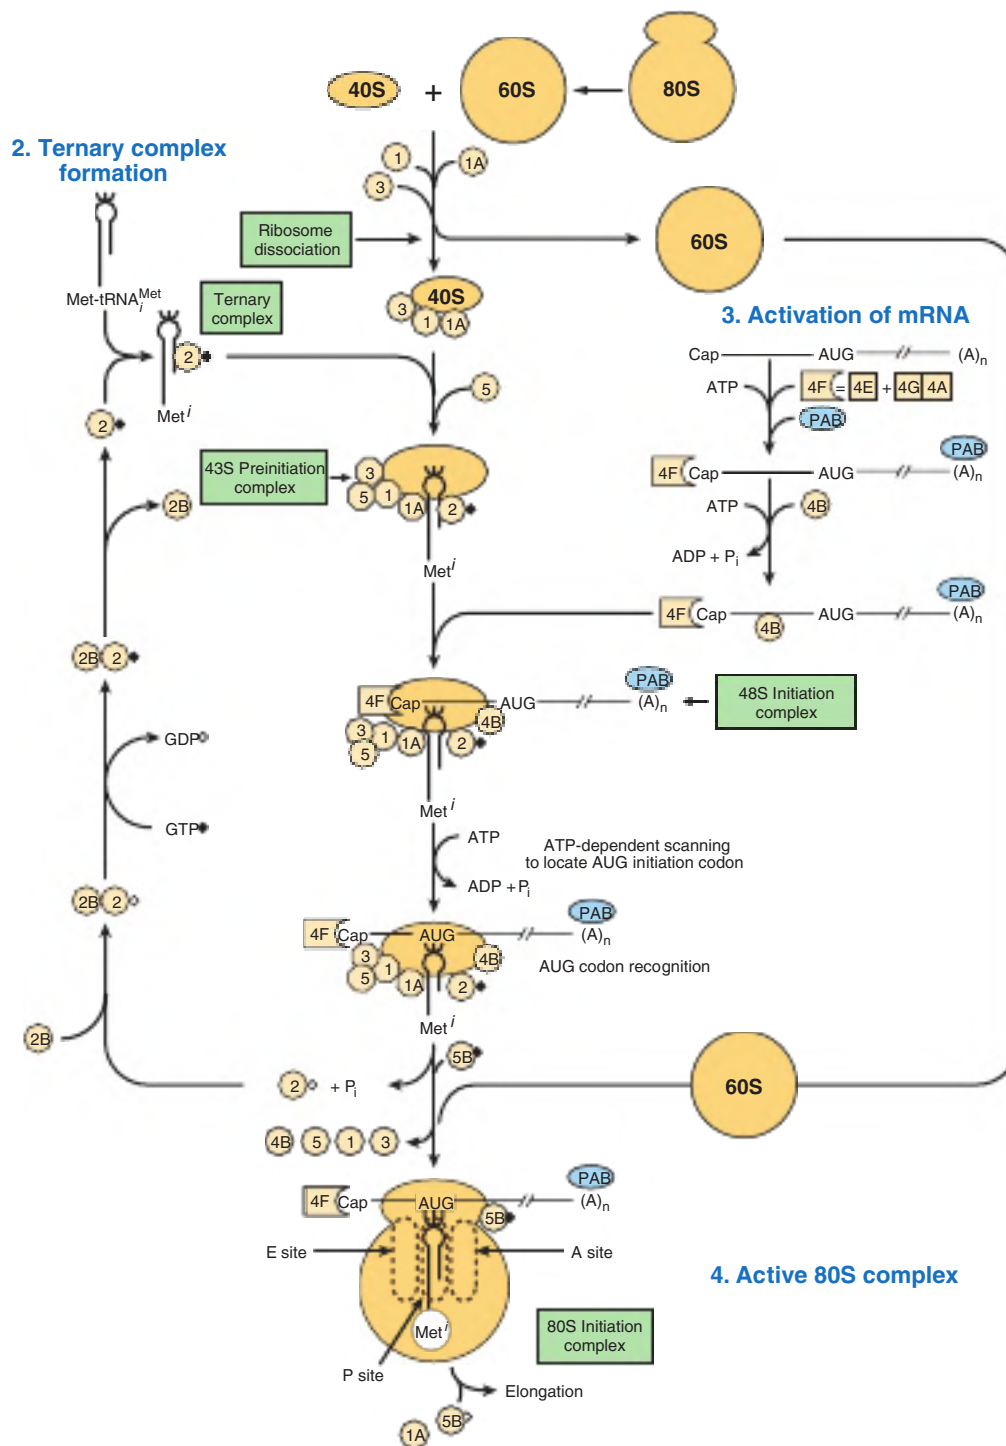 40S
+
60S
80S
2. Ternary complex
formation
1
1A
3
Ribosome
dissociation
60S
Met-tRNAᵢᴹᵉᵗ
Ternary
complex
40S
3
1
1A
2
Met i
5
2
3. Activation of mRNA
Cap
AUG
(A)n
ATP
4F = 4E + 4G 4A
PAB
43S Preinitiation
complex
3
5
1
1A
2
Met i
2B
PAB
4F Cap
AUG
(A)n
ATP
4B
ADP + Pi
PAB
4F Cap
AUG
(A)n
4B
2B 2
PAB
4F Cap
AUG
(A)n
4B
3
1
1A
2
5
48S Initiation
complex
Met i
GDP
GTP
ATP
ADP + Pi
ATP-dependent scanning
to locate AUG initiation codon
2B 2
PAB
4F Cap
AUG
(A)n
3
4B
5
1
1A
2
AUG codon recognition
Met i
2B
5B
2 + Pi
60S
4B 5 1 3
PAB
4F Cap
AUG
(A)n
5B
E site
A site
4. Active 80S complex
Met i
80S Initiation
complex
P site
Elongation
1A
5B